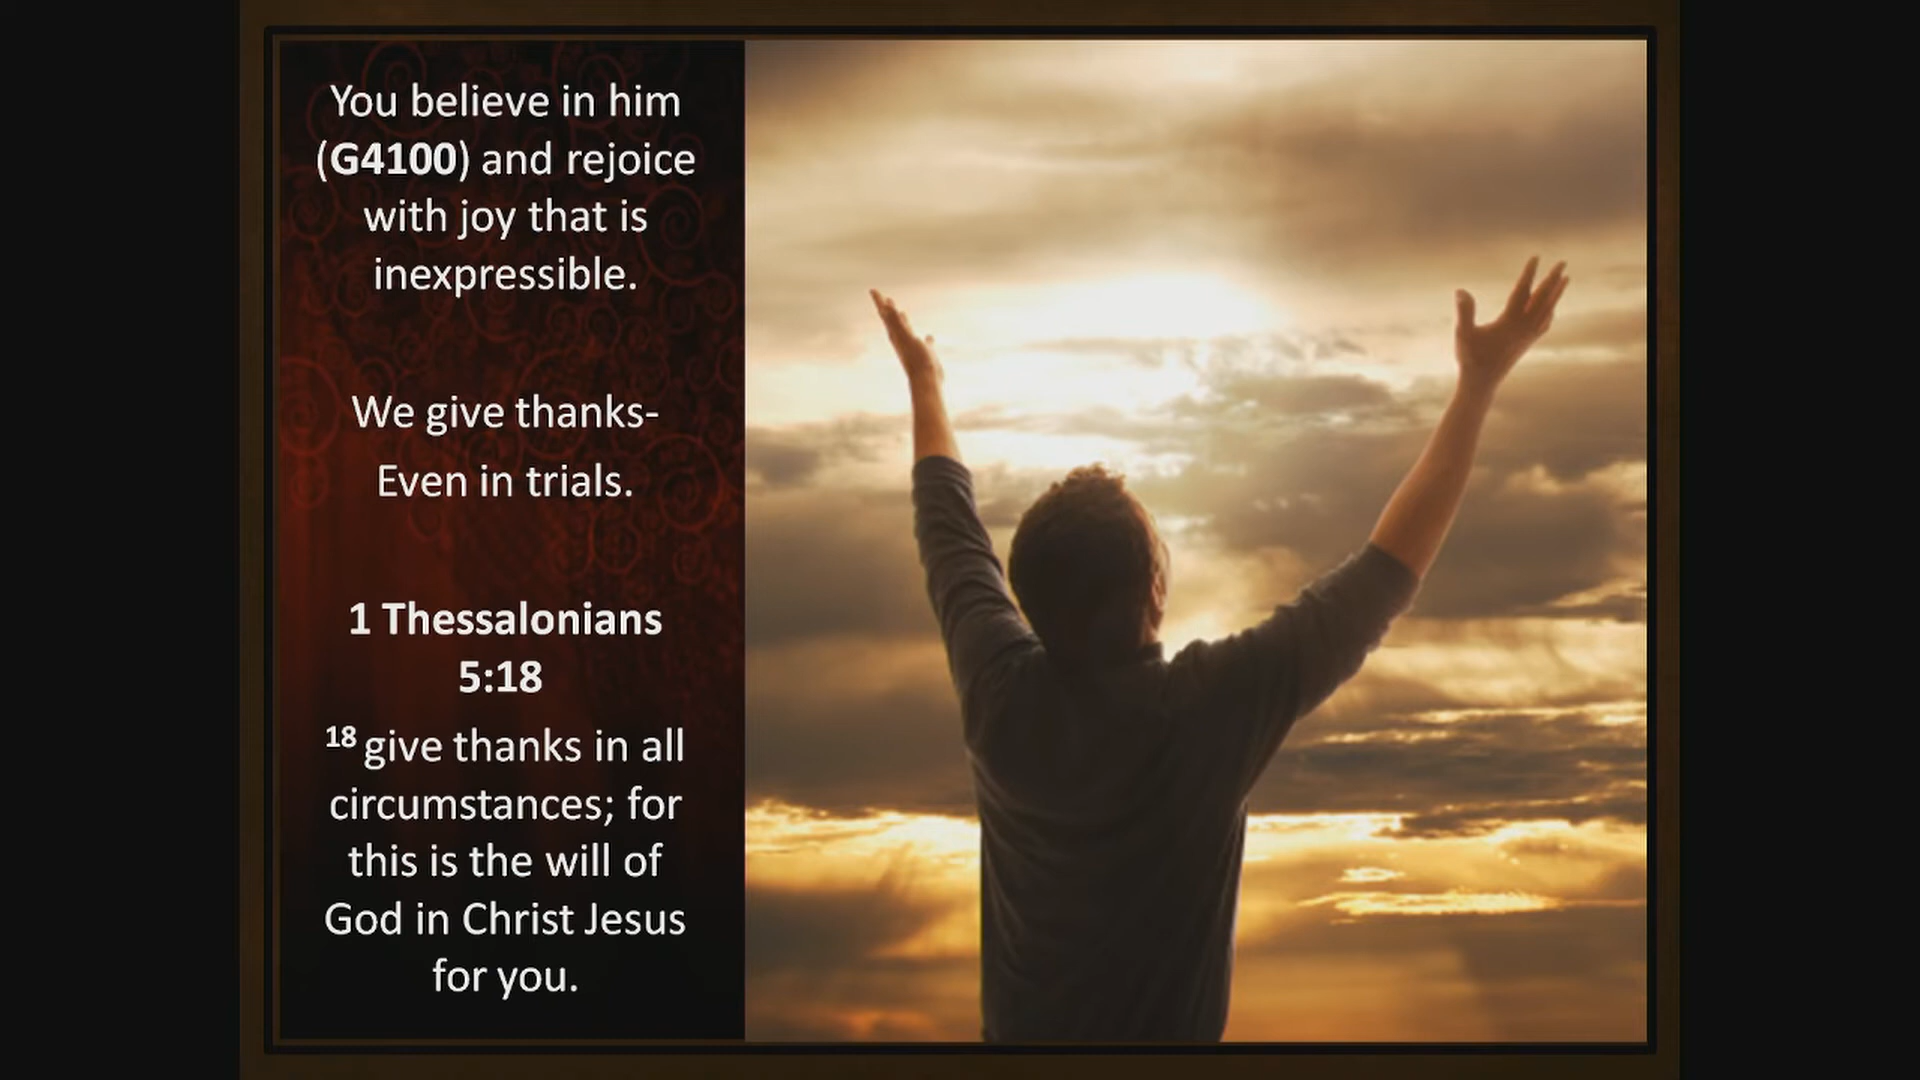 You believe in him
(G4100) and rejoice
with joy that is
inexpressible.
We give thanks-
Even in trials.
1 Thessalonians
5:18
18 give thanks in all
circumstances; for
this is the will of
God in Christ Jesus
for you.